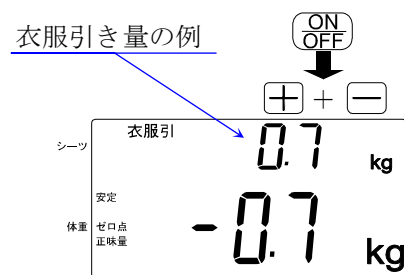 衣服引き量の例
ON
OFF
+ + -
衣服引
シーツ
0.7 kg
安定
体重 ゼロ点
正味量
-0.7 kg